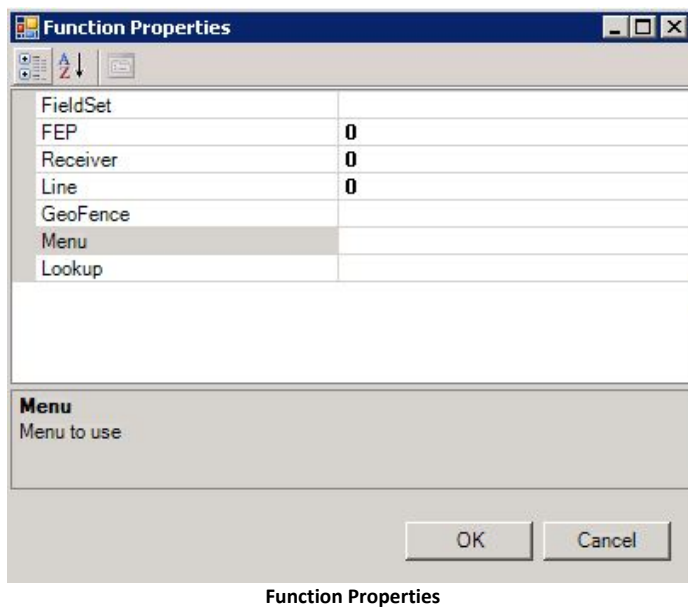 Function Properties
A
Z
FieldSet
FEP 0
Receiver 0
Line 0
GeoFence
Menu
Lookup
Menu
Menu to use
OK Cancel
Function Properties